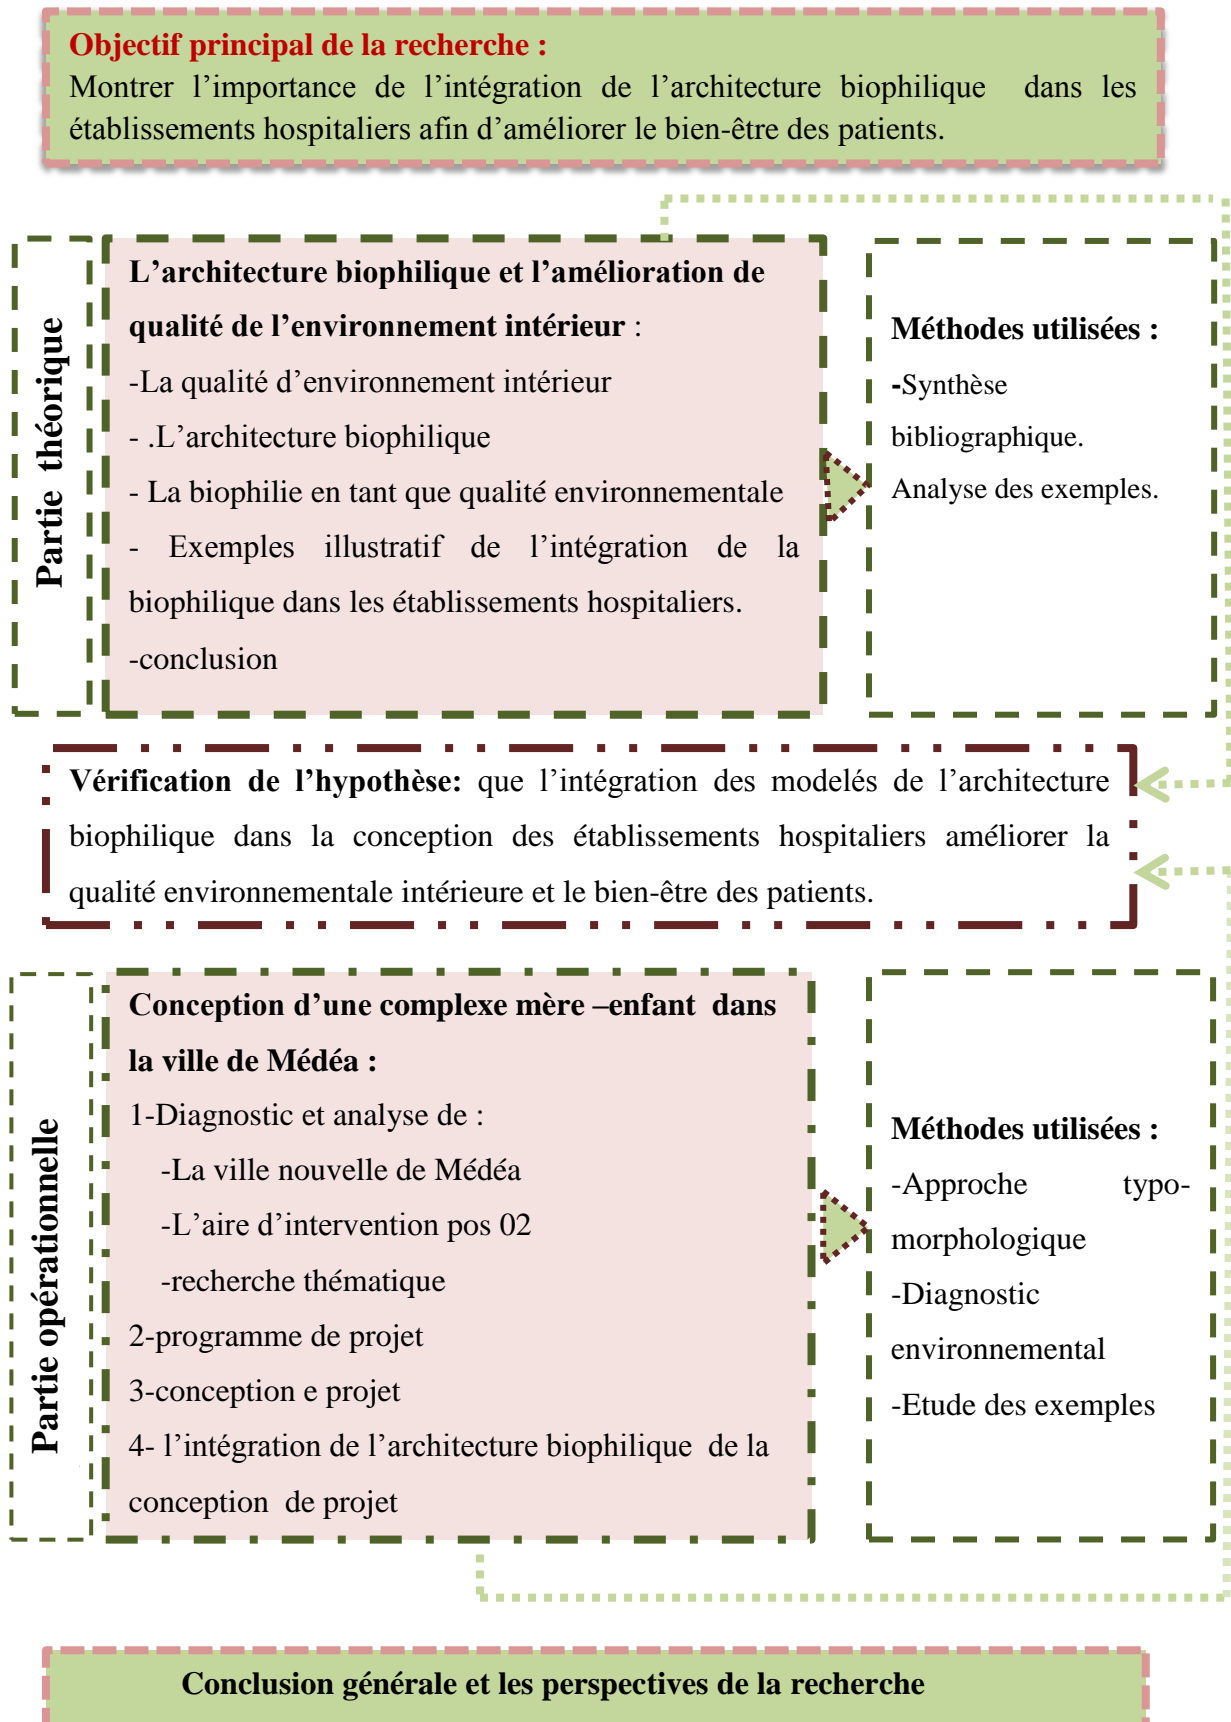 Objectif principal de la recherche :
Montrer l’importance de l’intégration de l’architecture biophilique dans les
établissements hospitaliers afin d’améliorer le bien-être des patients.
Partie théorique
L’architecture biophilique et l’amélioration de
qualité de l’environnement intérieur :
-La qualité d’environnement intérieur
- .L’architecture biophilique
- La biophilie en tant que qualité environnementale
- Exemples illustratif de l’intégration de la
biophilique dans les établissements hospitaliers.
-conclusion
Méthodes utilisées :
-Synthèse
bibliographique.
Analyse des exemples.
Vérification de l’hypothèse: que l’intégration des modelés de l’architecture
biophilique dans la conception des établissements hospitaliers améliorer la
qualité environnementale intérieure et le bien-être des patients.
Partie opérationnelle
Conception d’une complexe mère –enfant dans
la ville de Médéa :
1-Diagnostic et analyse de :
-La ville nouvelle de Médéa
-L’aire d’intervention pos 02
-recherche thématique
2-programme de projet
3-conception e projet
4- l’intégration de l’architecture biophilique de la
conception de projet
Méthodes utilisées :
-Approche typo-
morphologique
-Diagnostic
environnemental
-Etude des exemples
Conclusion générale et les perspectives de la recherche